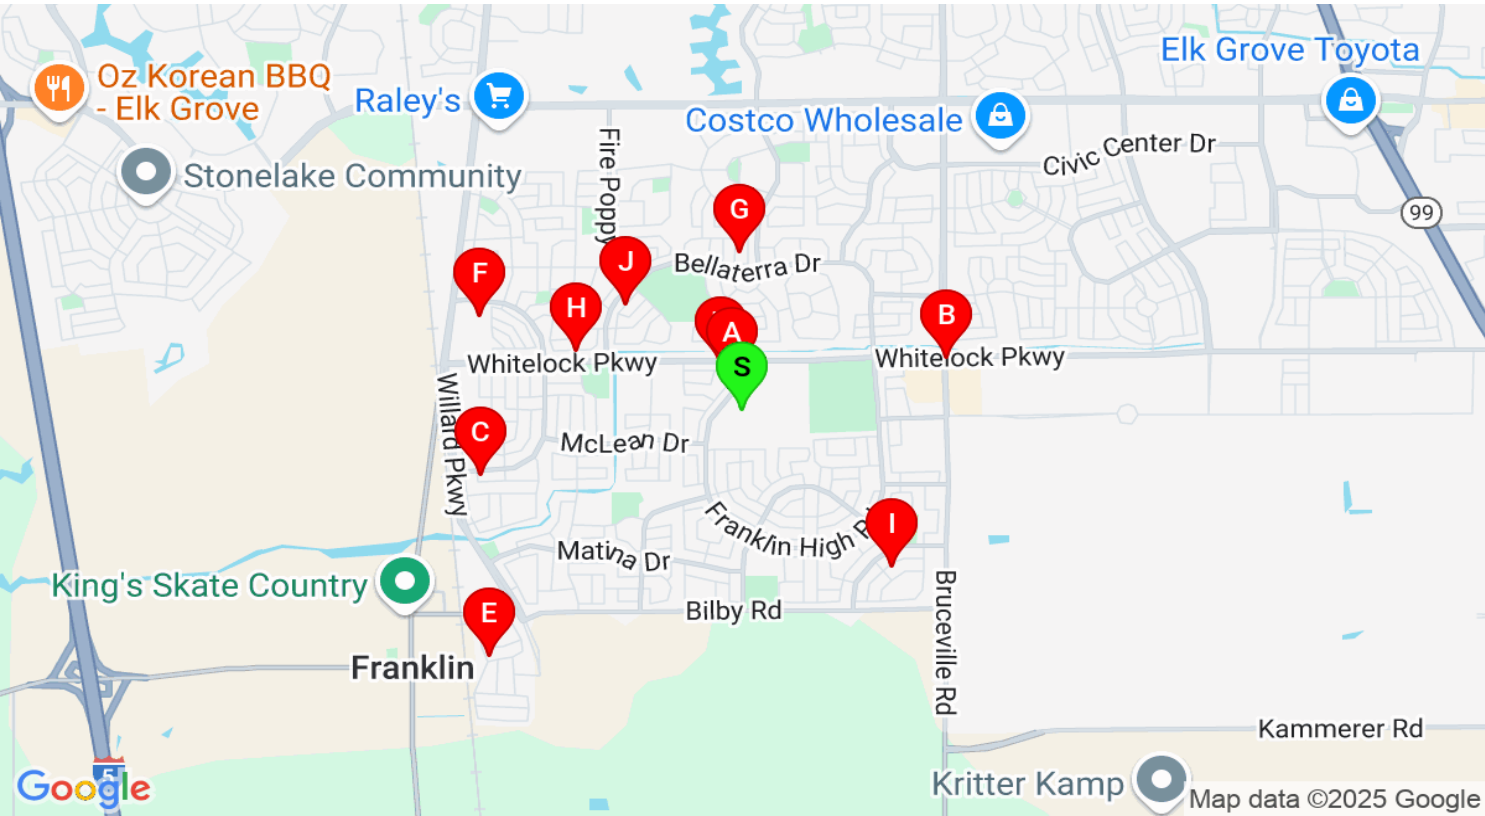 Elk Grove Toyota
Oz Korean BBQ
- Elk Grove
Raley's
Costco Wholesale
Fire Poppy
Civic Center Dr
Stonelake Community
G
99
F
J
Bellaterra Dr
H
B
A
Whitelock Pkwy
Whitelock Pkwy
S
Willard Pkwy
C
McLean Dr
Franklin High
I
Matina Dr
King's Skate Country
Bruceville Rd
E
Bilby Rd
Franklin
Kammerer Rd
5
Google
Kritter Kamp
Map data ©2025 Google